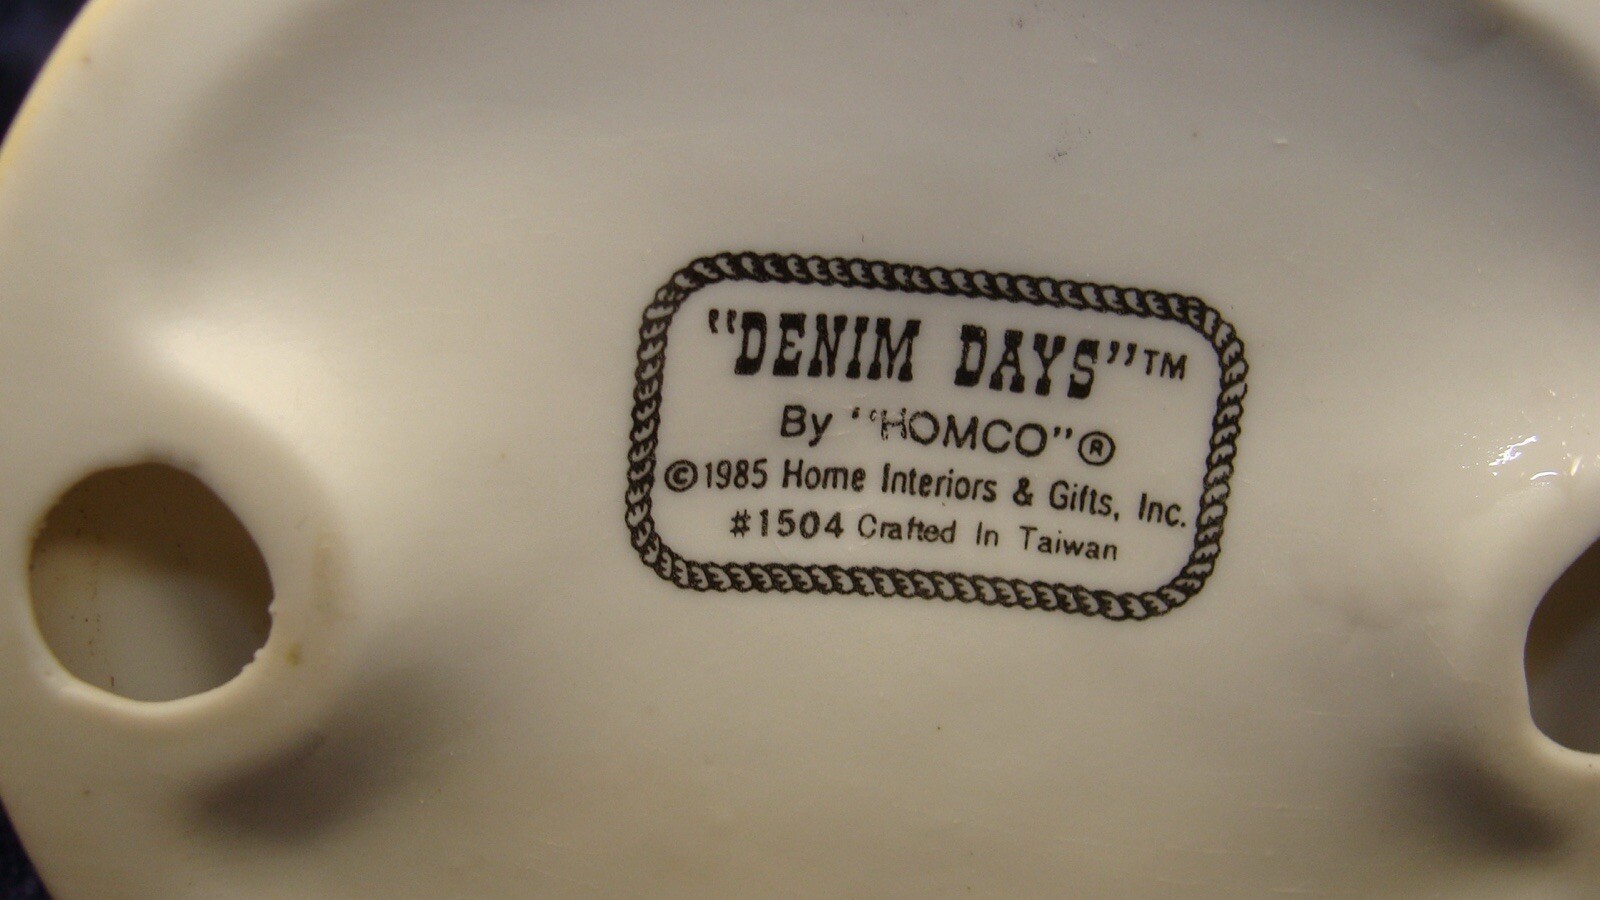 "DENIM DAYS"™
By "HOMCO"®
©1985 Home Interiors & Gifts, Inc.
#1504 Crafted In Taiwan